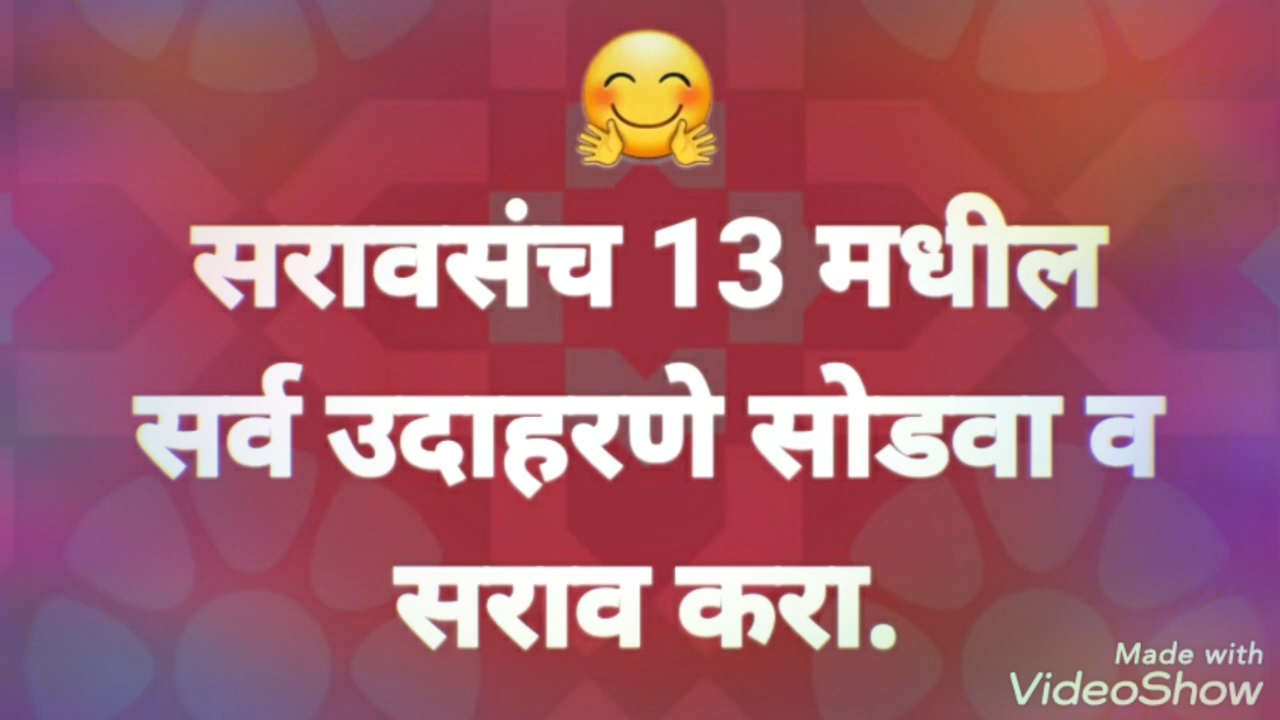 सरावसंच 13 मधील
सर्व उदाहरणे सोडवा व
सराव करा.
Made with
VideoShow